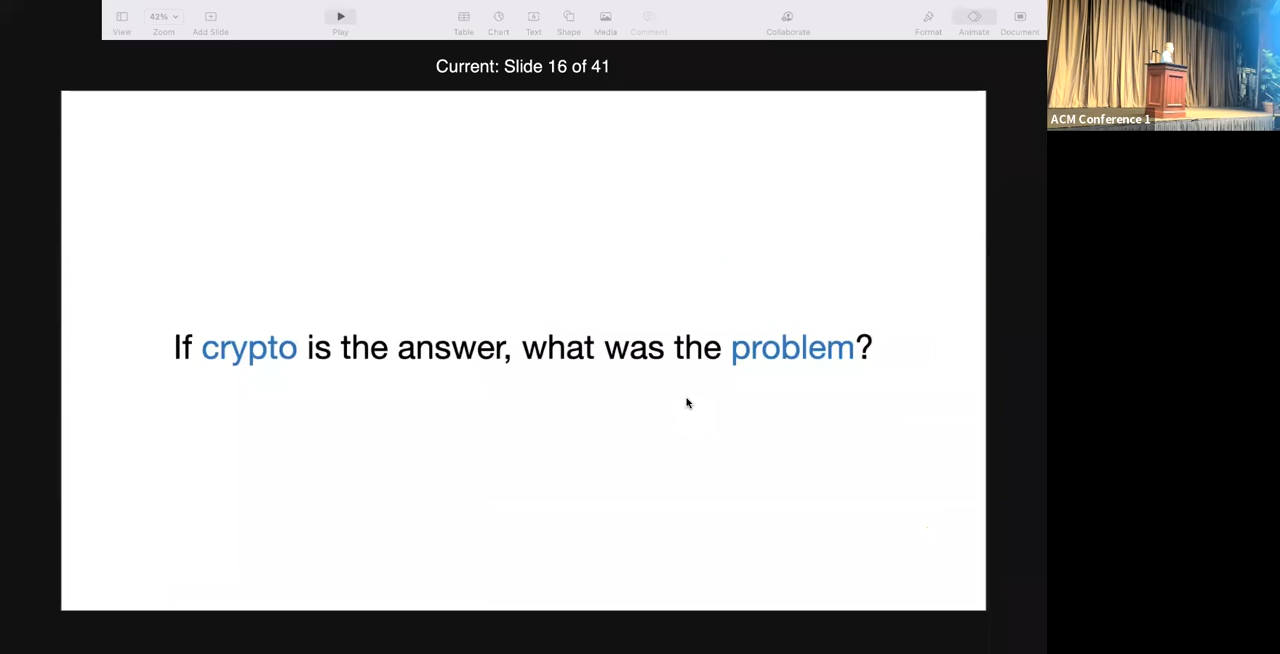 42%
View
Zoom
Add Slide
Play
Table
Chart
Text
Shape
Media
Comment
Collaborate
Format
Animate
Document
Current: Slide 16 of 41
ACM Conference 1
If crypto is the answer, what was the problem?